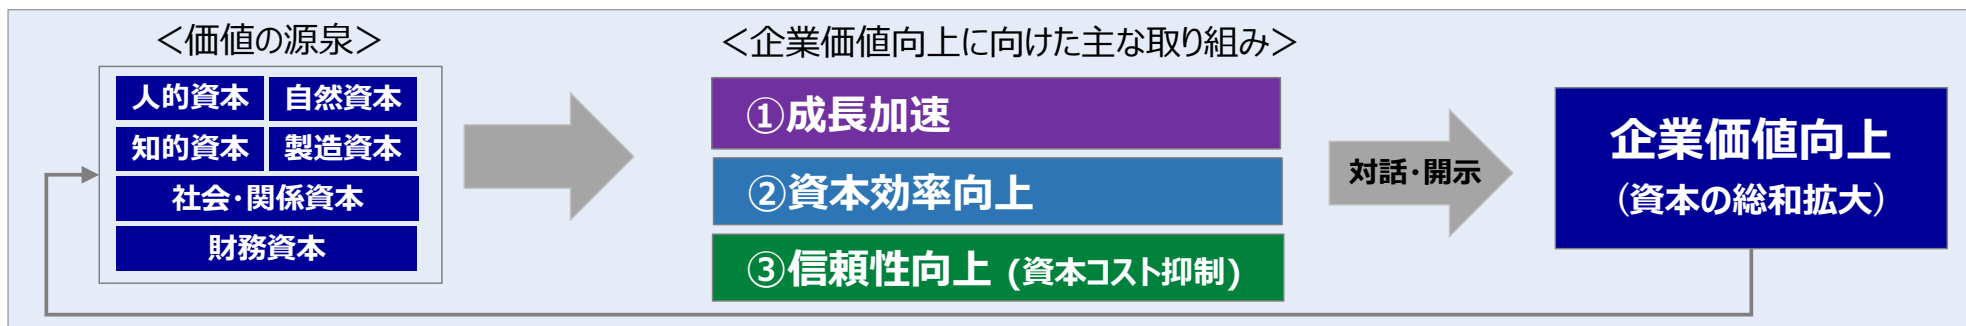 ＜価値の源泉＞
人的資本
自然資本
知的資本
製造資本
社会・関係資本
財務資本
＜企業価値向上に向けた主な取り組み＞
①成長加速
②資本効率向上
③信頼性向上 (資本コスト抑制)
対話・開示
企業価値向上
（資本の総和拡大）